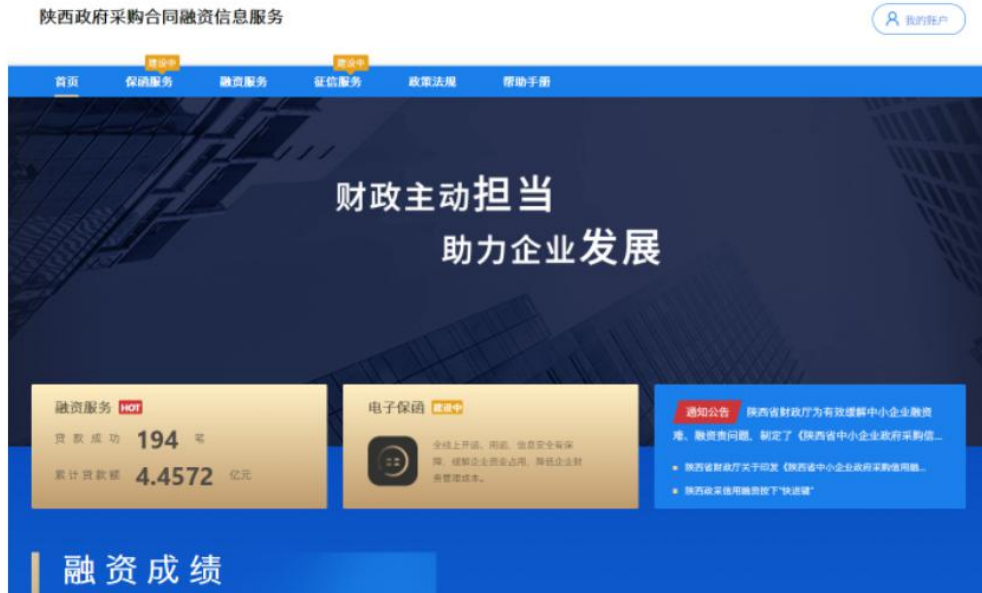 陕西政府采购合同融资信息服务
我的账户
建设中
建设中
首页 保函服务 融资服务 征信服务 政策法规 帮助手册
财政主动担当
助力企业发展
融资服务 HOT
贷款成功 194 笔
累计贷款额 4.4572 亿元
电子保函 建设中
全线上开函、用函，信息安全有保
障，缓解企业资金占用，降低企业财
务管理成本。
通知公告 陕西省财政厅为有效缓解中小企业融资
难、融资贵问题，制定了《陕西省中小企业政府采购信...
陕西省财政厅关于印发《陕西省中小企业政府采购信用融...
陕西政采信用融资按下"快进键"
融资成绩